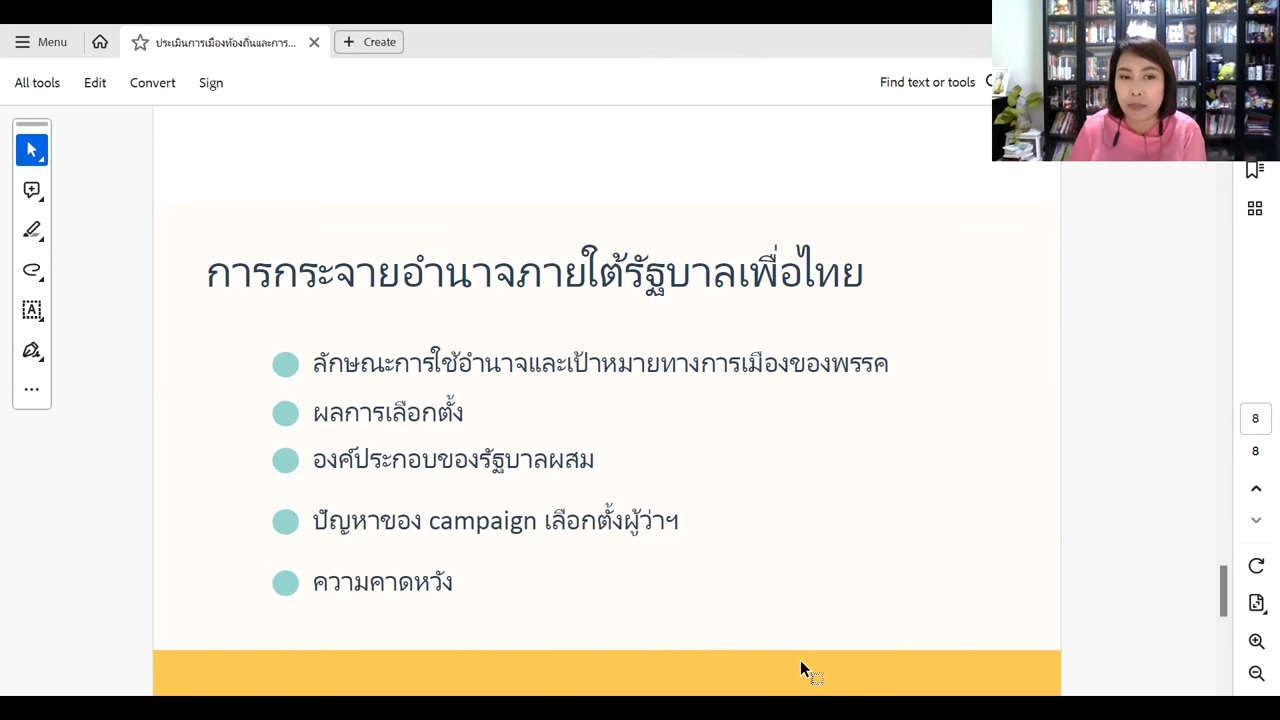 Menu
ประเมินการเมืองท้องถิ่นและการ...
Create
All tools
Edit
Convert
Sign
Find text or tools
การกระจายอำนาจภายใต้รัฐบาลเพื่อไทย
ลักษณะการใช้อำนาจและเป้าหมายทางการเมืองของพรรค
ผลการเลือกตั้ง
องค์ประกอบของรัฐบาลผสม
ปัญหาของ campaign เลือกตั้งผู้ว่าฯ
ความคาดหวัง
8
8